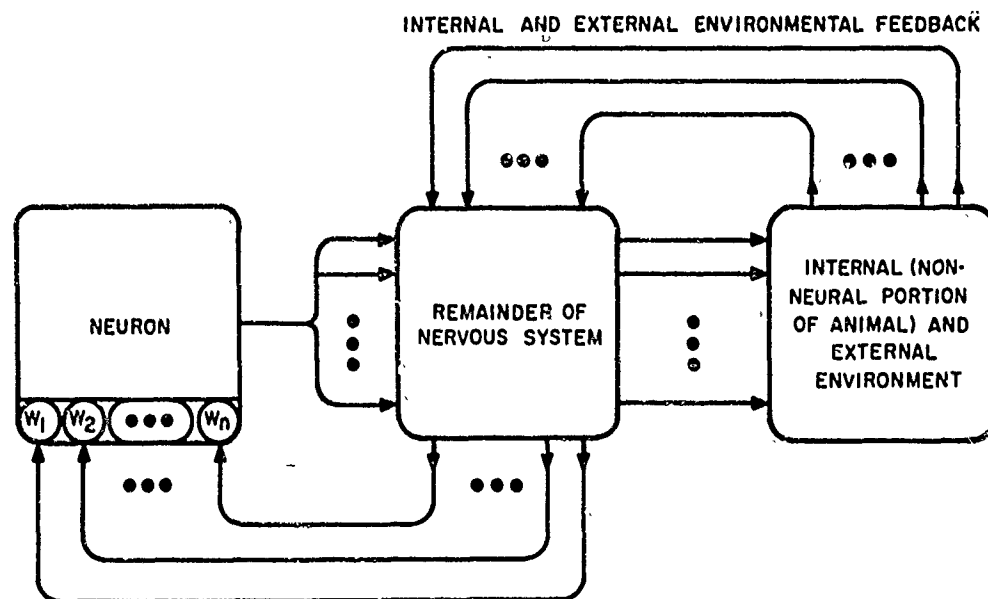 INTERNAL AND EXTERNAL ENVIRONMENTAL FEEDBACK
NEURON
W1 W2 Wn
REMAINDER OF
NERVOUS SYSTEM
INTERNAL (NON-
NEURAL PORTION
OF ANIMAL) AND
EXTERNAL
ENVIRONMENT